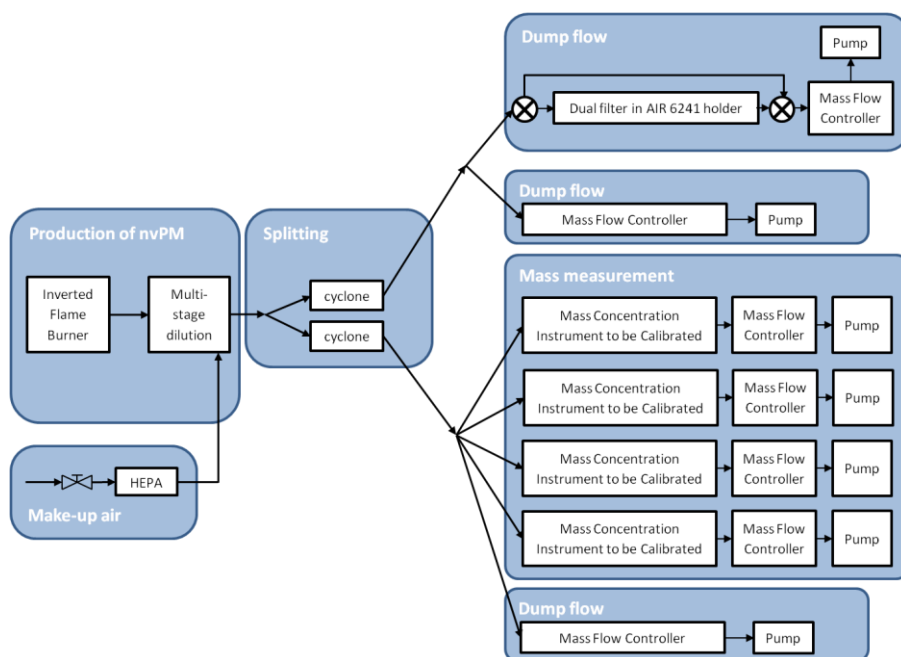 Production of nvPM
Inverted
Flame
Burner
Multi-
stage
dilution
HEPA
Make-up air
Splitting
cyclone
cyclone
Dump flow
Pump
Dual filter in AIR 6241 holder
Mass Flow
Controller
Dump flow
Mass Flow Controller
Pump
Mass measurement
Mass Concentration
Instrument to be Calibrated
Mass Flow
Controller
Pump
Mass Concentration
Instrument to be Calibrated
Mass Flow
Controller
Pump
Mass Concentration
Instrument to be Calibrated
Mass Flow
Controller
Pump
Mass Concentration
Instrument to be Calibrated
Mass Flow
Controller
Pump
Dump flow
Mass Flow Controller
Pump